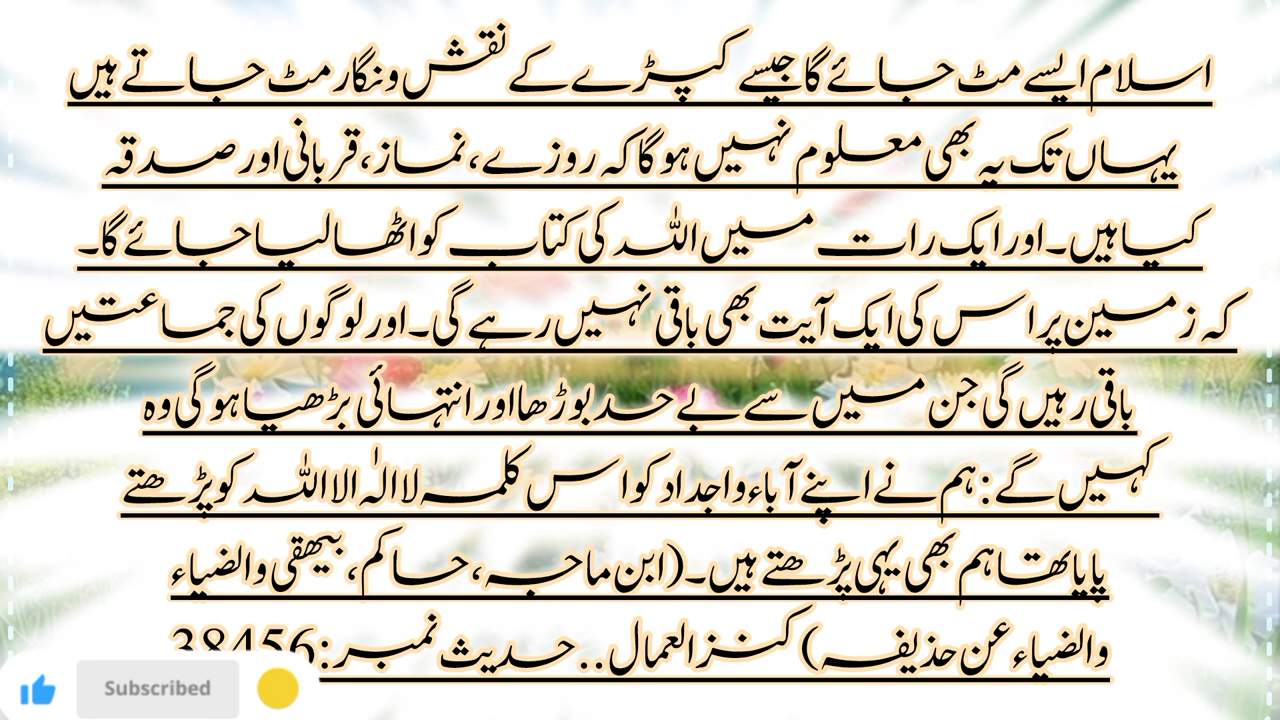 اسلام ایسے مٹ جائے گا جیسے کپڑے کے نقش و نگار مٹ جاتے ہیں
یہاں تک یہ بھی معلوم نہیں ہو گا کہ روزے، نماز، قربانی اور صدقہ
کیا ہیں۔ اور ایک رات میں اللہ کی کتاب کو اٹھا لیا جائے گا۔
کہ زمین پر اس کی ایک آیت بھی باقی نہیں رہے گی۔ اور لوگوں کی جماعتیں
باقی رہیں گی جن میں سے بے حد بوڑھا اور انتہائی بڑھیا ہو گی وہ
کہیں گے: ہم نے اپنے آباء و اجداد کو اس کلمہ لا الٰہ الا اللہ کو پڑھتے
پایا تھا ہم بھی یہی پڑھتے ہیں۔ (ابن ماجہ، حاکم، بیھقی والضیاء
والضیاء عن حذیفہ) کنز العمال.. حدیث نمبر: 38456
Subscribed